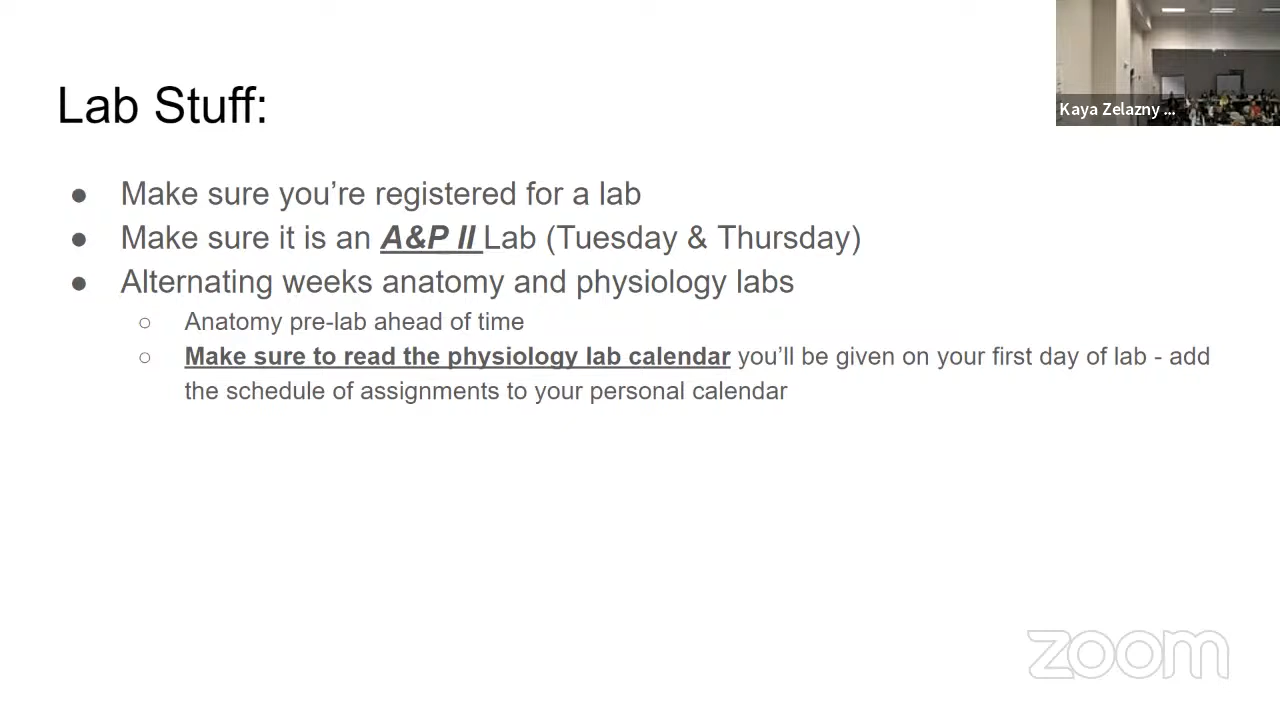 Kaya Zelazny ...
Lab Stuff:
● Make sure you’re registered for a lab
● Make sure it is an A&P II Lab (Tuesday & Thursday)
● Alternating weeks anatomy and physiology labs
○ Anatomy pre-lab ahead of time
○ Make sure to read the physiology lab calendar you’ll be given on your first day of lab - add
the schedule of assignments to your personal calendar
zoom